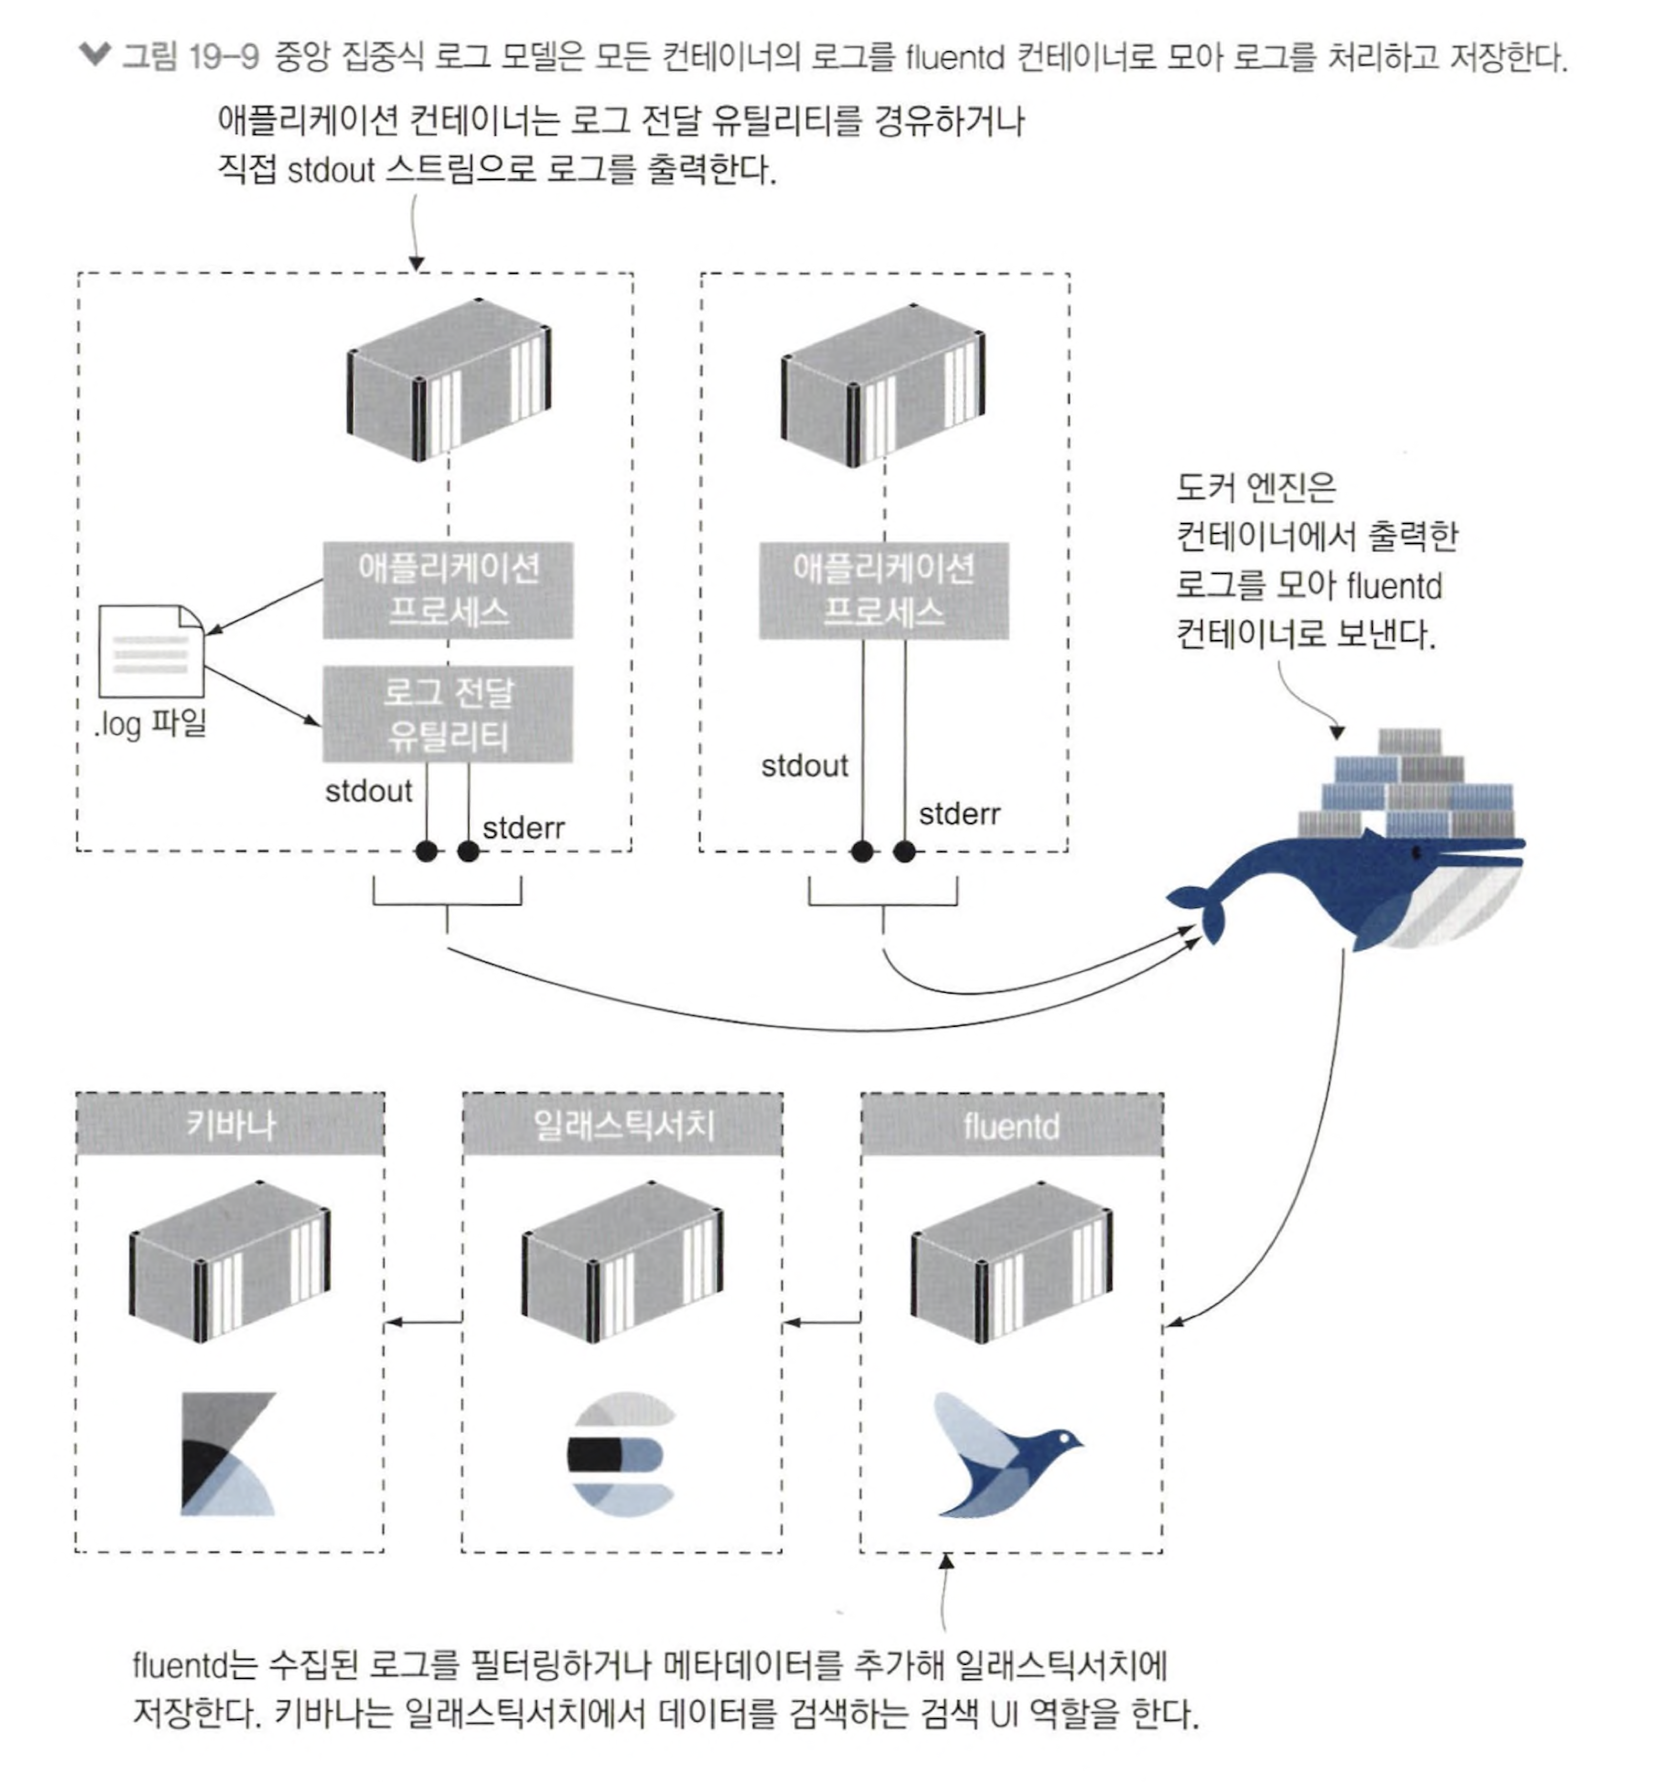 그림 19-9 중앙 집중식 로그 모델은 모든 컨테이너의 로그를 fluentd 컨테이너로 모아 로그를 처리하고 저장한다.
애플리케이션 컨테이너는 로그 전달 유틸리티를 경유하거나
직접 stdout 스트림으로 로그를 출력한다.
애플리케이션
프로세스
.log 파일
로그 전달
유틸리티
stdout
stderr
애플리케이션
프로세스
stdout
stderr
도커 엔진은
컨테이너에서 출력한
로그를 모아 fluentd
컨테이너로 보낸다.
키바나
일래스틱서치
fluentd
fluentd는 수집된 로그를 필터링하거나 메타데이터를 추가해 일래스틱서치에
저장한다. 키바나는 일래스틱서치에서 데이터를 검색하는 검색 UI 역할을 한다.